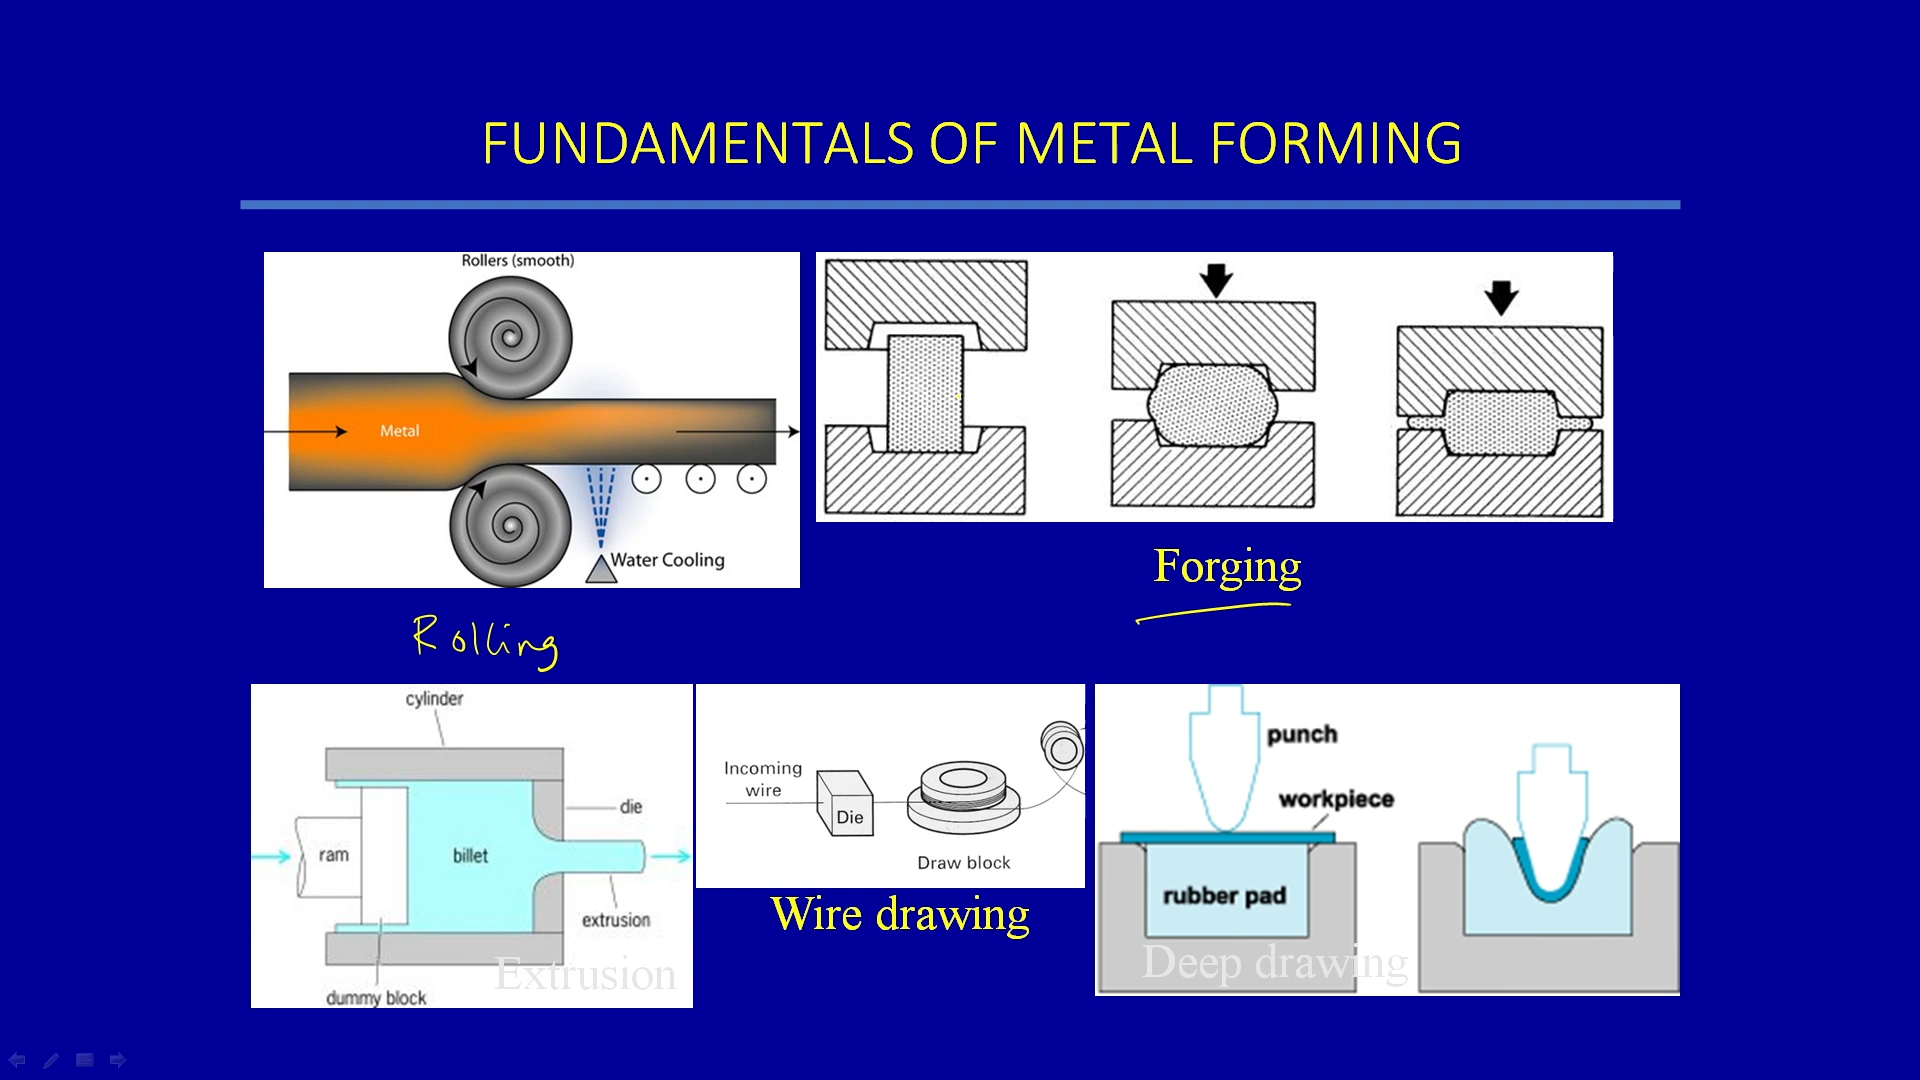 FUNDAMENTALS OF METAL FORMING
Rollers (smooth)
Metal
Water Cooling
Rolling
Forging
cylinder
die
ram
billet
extrusion
dummy block
Extrusion
Incoming
wire
Die
Draw block
Wire drawing
punch
workpiece
rubber pad
Deep drawing